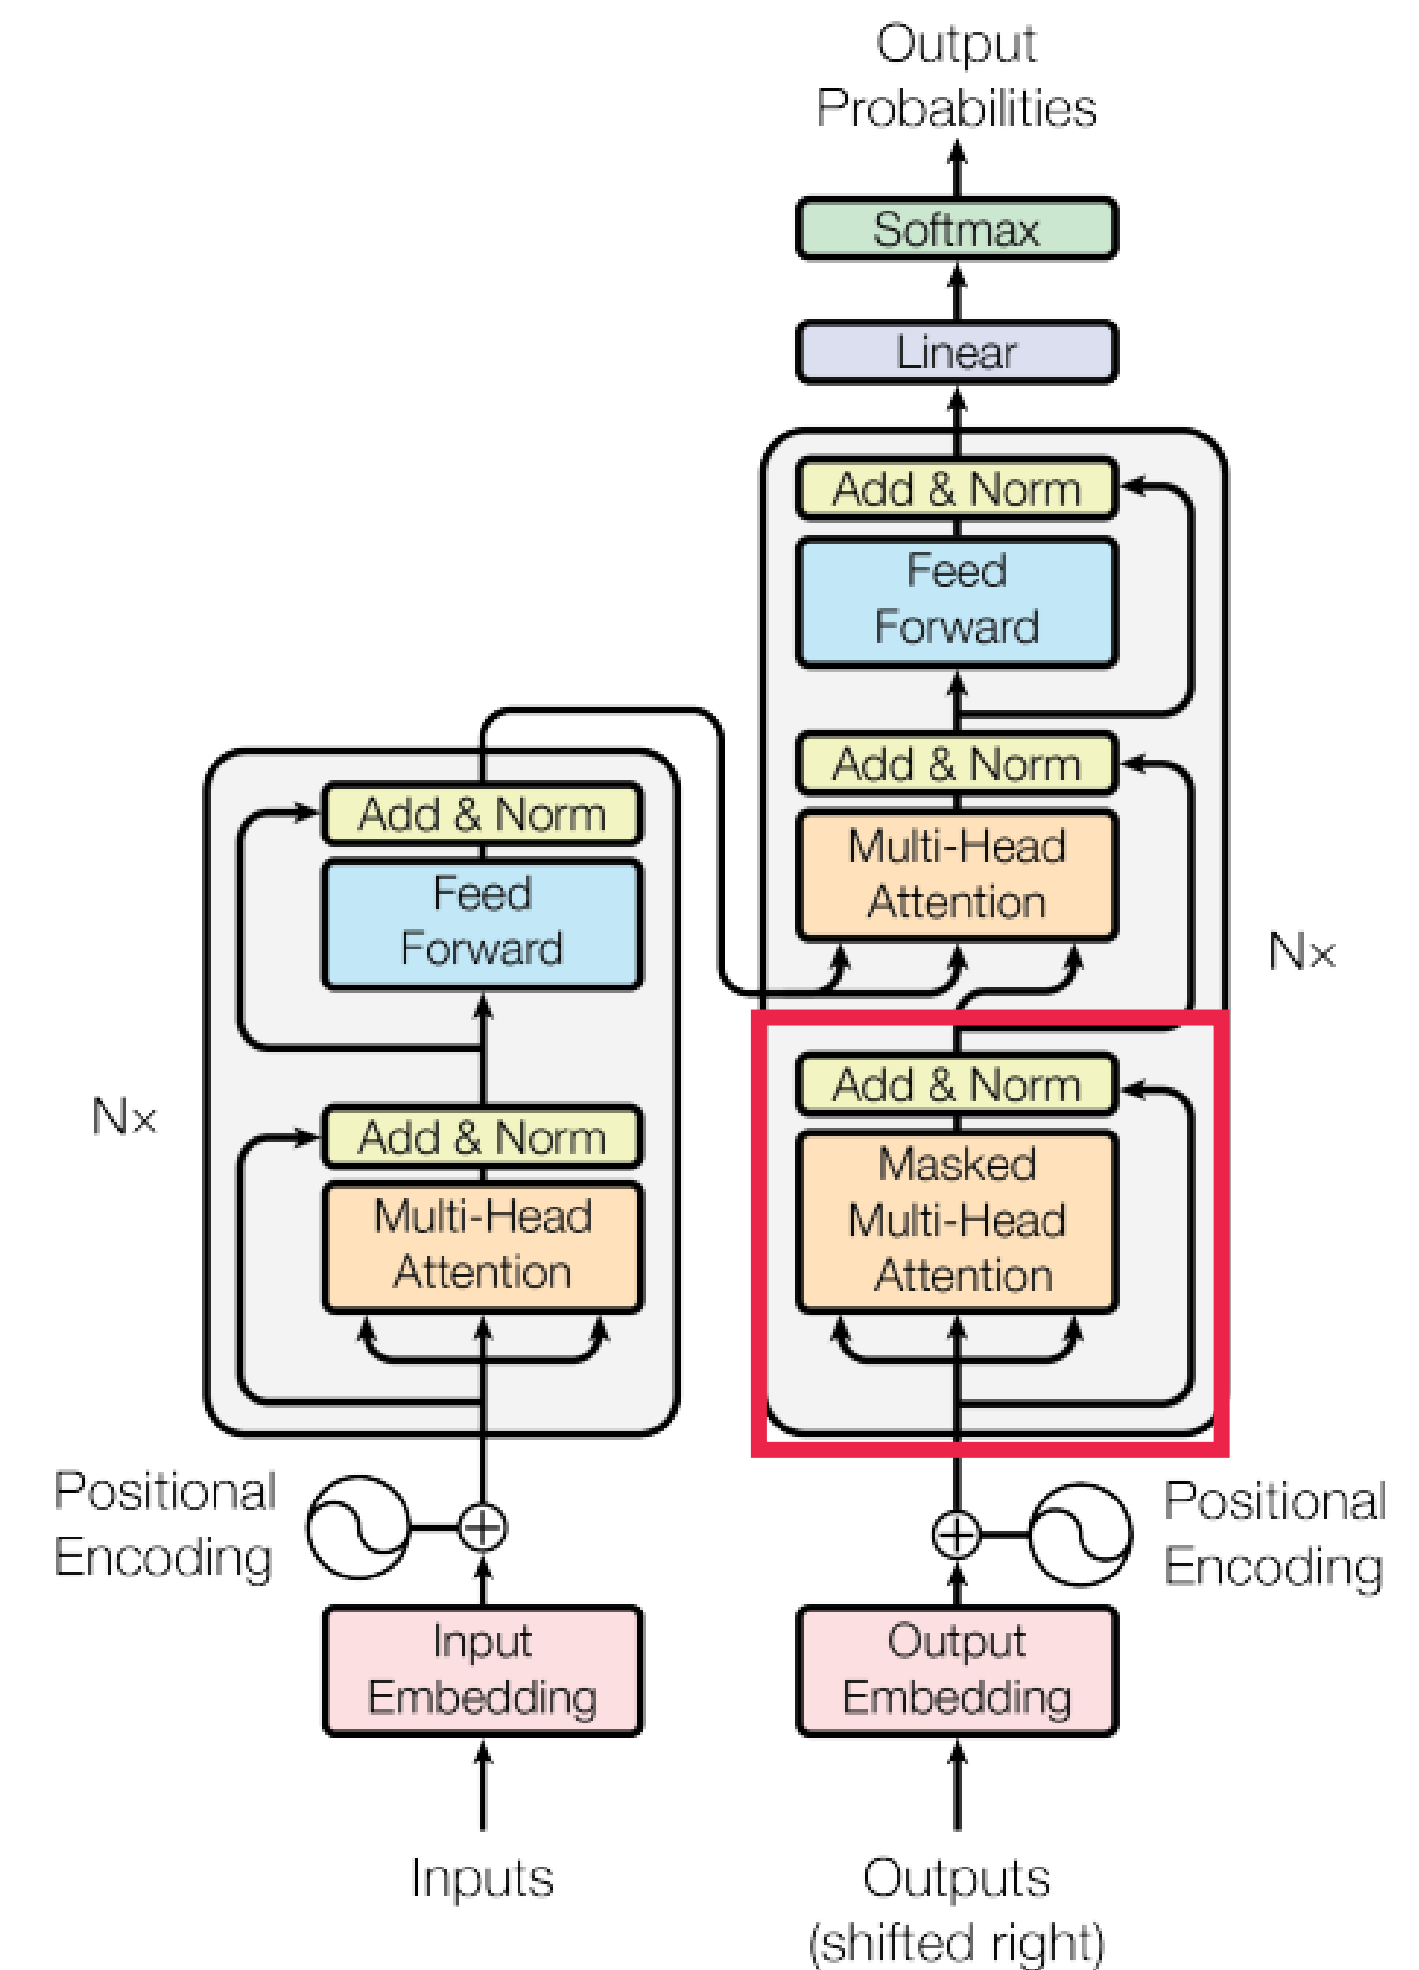 Output
Probabilities
Softmax
Linear
Add & Norm
Feed
Forward
Add & Norm
Multi-Head
Attention
Nx
Add & Norm
Masked
Multi-Head
Attention
Add & Norm
Feed
Forward
Nx
Add & Norm
Multi-Head
Attention
Positional
Encoding
Positional
Encoding
Input
Embedding
Output
Embedding
Inputs
Outputs
(shifted right)